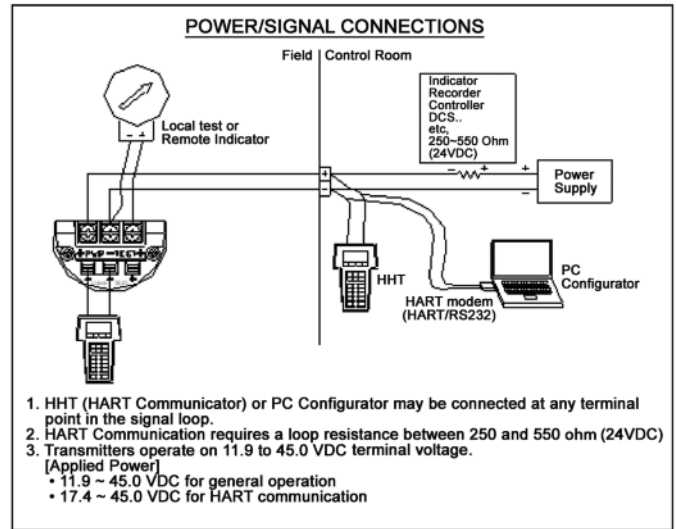 POWER/SIGNAL CONNECTIONS
Field
Control Room
Indicator
Recorder
Controller
DCS..
etc,
250~550 Ohm
(24VDC)
- +
Local test or
Remote Indicator
- +
+
-
+
-
Power
Supply
+PWR -TEST+
HHT
HART modem
(HART/RS232)
PC
Configurator
1. HHT (HART Communicator) or PC Configurator may be connected at any terminal
point in the signal loop.
2. HART Communication requires a loop resistance between 250 and 550 ohm (24VDC)
3. Transmitters operate on 11.9 to 45.0 VDC terminal voltage.
[Applied Power]
• 11.9 ~ 45.0 VDC for general operation
• 17.4 ~ 45.0 VDC for HART communication